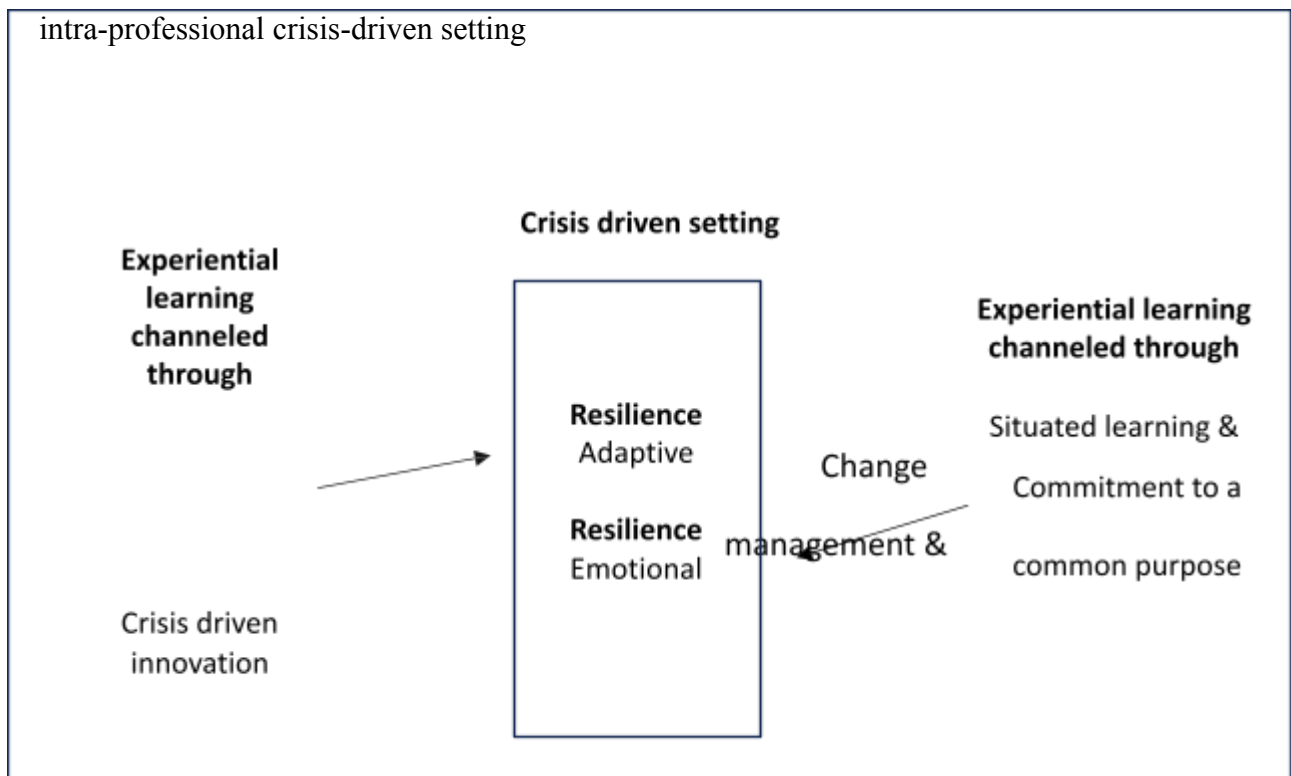 intra-professional crisis-driven setting
Crisis driven setting
Experiential
learning
channeled
through
Crisis driven
innovation
Resilience
Adaptive
Resilience
Emotional
Change
management &
Experiential learning
channeled through
Situated learning &
Commitment to a
common purpose